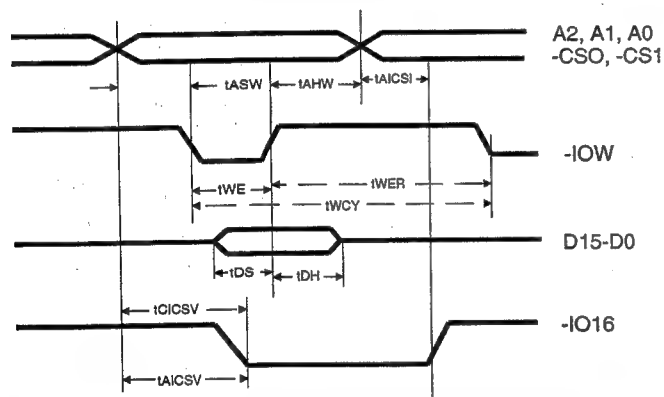 A2, A1, A0
-CSO, -CS1
tASW
tAHW
tAICSI
-IOW
tWE
tWER
tWCY
D15-D0
tDS
tDH
tCICSV
-IO16
tAICSV